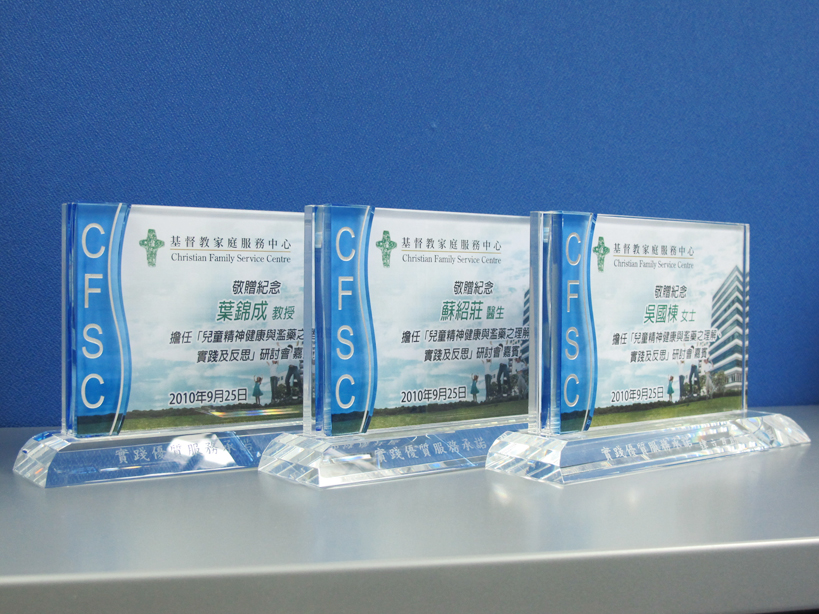 CFSC
基督教家庭服務中心
Christian Family Service Centre
敬贈紀念
葉錦成 教授
擔任「兒童精神健康與濫藥之
實踐及反思」研討會
2010年9月25日
實踐優質服務
CFSC
基督教家庭服務中心
Christian Family Service Centre
敬贈紀念
蘇紹莊 醫生
擔任「兒童精神健康與濫藥之理解
實踐及反思」研討會 嘉賓
2010年9月25日
實踐優質服務承諾
CFSC
基督教家庭服務中心
Christian Family Service Centre
敬贈紀念
吳國棟 女士
擔任「兒童精神健康與濫藥之理解
實踐及反思」研討會 嘉賓
2010年9月25日
實踐優質服務承諾